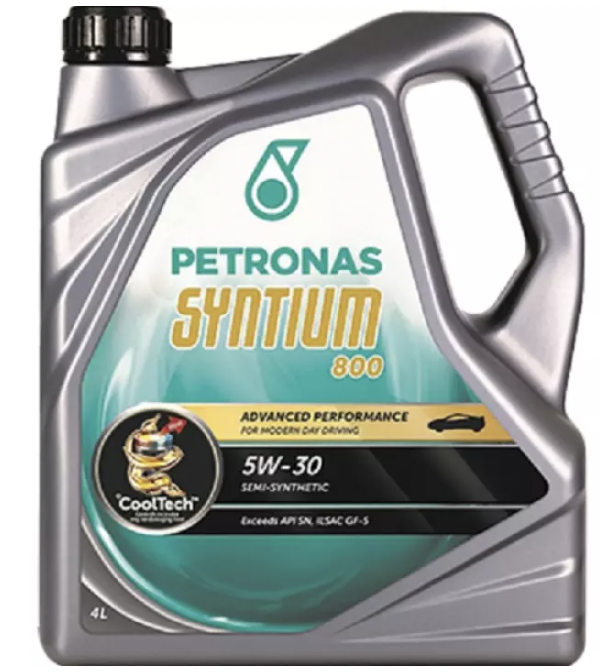 PETRONAS
SYNTIUM
800
ADVANCED PERFORMANCE
FOR MODERN DAY DRIVING
5W-30
SEMI-SYNTHETIC
°CoolTech™
Exceeds API SN, ILSAC GF-5
4L